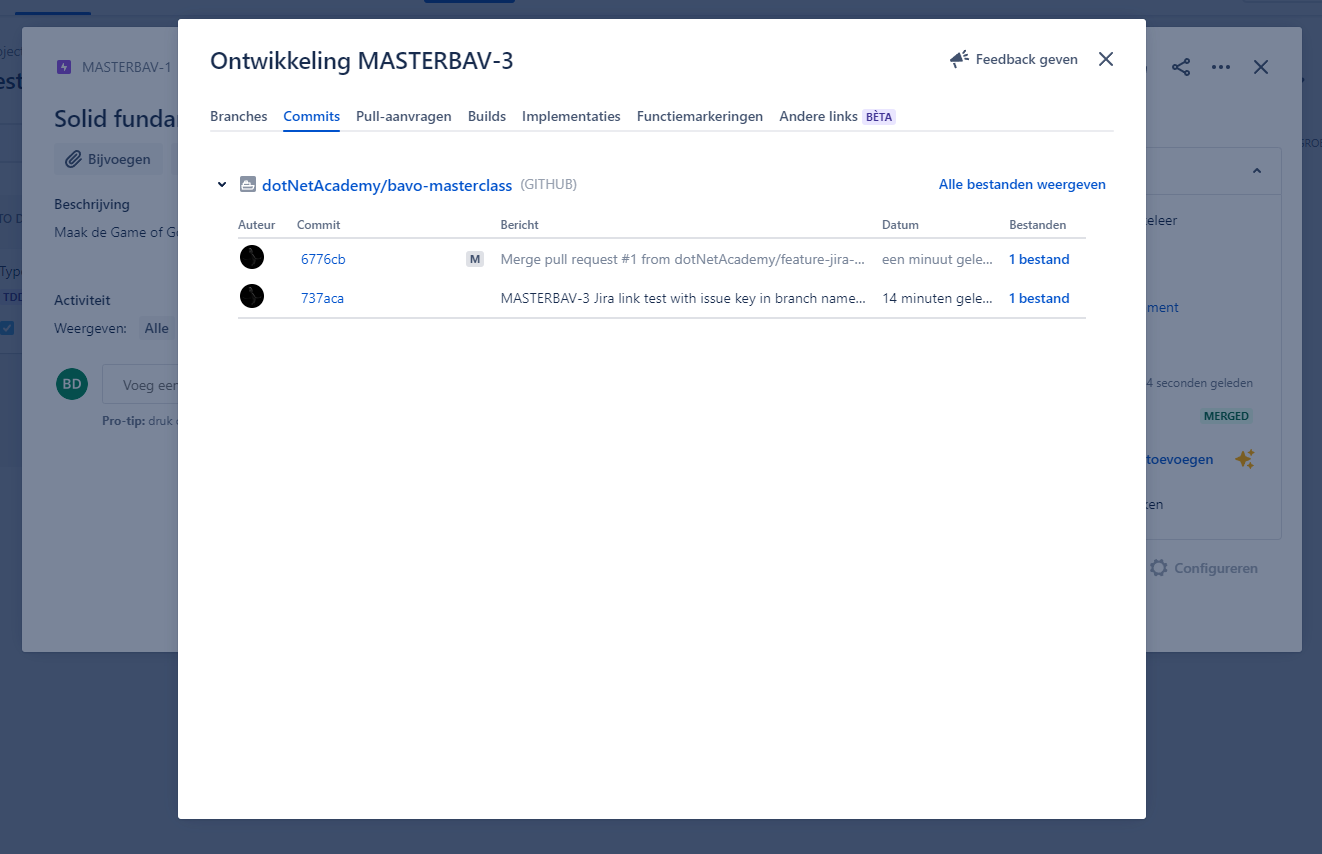 Ontwikkeling MASTERBAV-3
Feedback geven
Branches Commits Pull-aanvragen Builds Implementaties Functiemarkeringen Andere links BÈTA
dotNetAcademy/bavo-masterclass (GITHUB)
Alle bestanden weergeven
Auteur Commit Bericht Datum Bestanden
6776cb M Merge pull request #1 from dotNetAcademy/feature-jira-... een minuut gele... 1 bestand
737aca MASTERBAV-3 Jira link test with issue key in branch name... 14 minuten gele... 1 bestand
MASTERBAV-1
Solid funda
Bijvoegen
Beschrijving
Maak de Game of G
Activiteit
Weergeven: Alle
BD
Voeg een
Pro-tip: druk
TO D
Type
TDD
eleer
ment
4 seconden geleden
MERGED
toevoegen
ken
Configureren